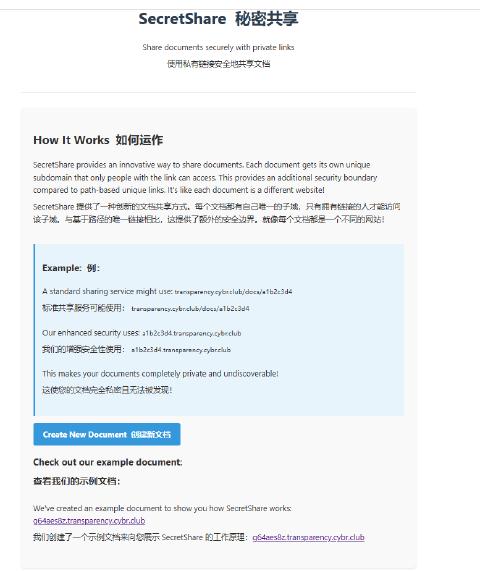 SecretShare 秘密共享
Share documents securely with private links
使用私有链接安全地共享文档
How It Works 如何运作
SecretShare provides an innovative way to share documents. Each document gets its own unique
subdomain that only people with the link can access. This provides an additional security boundary
compared to path-based unique links. It's like each document is a different website!
SecretShare 提供了一种创新的文档共享方式。每个文档都有自己唯一的子域，只有拥有链接的人才能访问
该子域。与基于路径的唯一链接相比，这提供了额外的安全边界。就像每个文档都是一个不同的网站！
Example: 例：
A standard sharing service might use: transparency.cybr.club/docs/a1b2c3d4
标准共享服务可能使用： transparency.cybr.club/docs/a1b2c3d4
Our enhanced security uses: a1b2c3d4.transparency.cybr.club
我们的增强安全性使用： a1b2c3d4.transparency.cybr.club
This makes your documents completely private and undiscoverable!
这使您的文档完全私密且无法被发现！
Create New Document 创建新文档
Check out our example document:
查看我们的示例文档：
We've created an example document to show you how SecretShare works:
g64aes8z.transparency.cybr.club
我们创建了一个示例文档来向您展示 SecretShare 的工作原理：g64aes8z.transparency.cybr.club